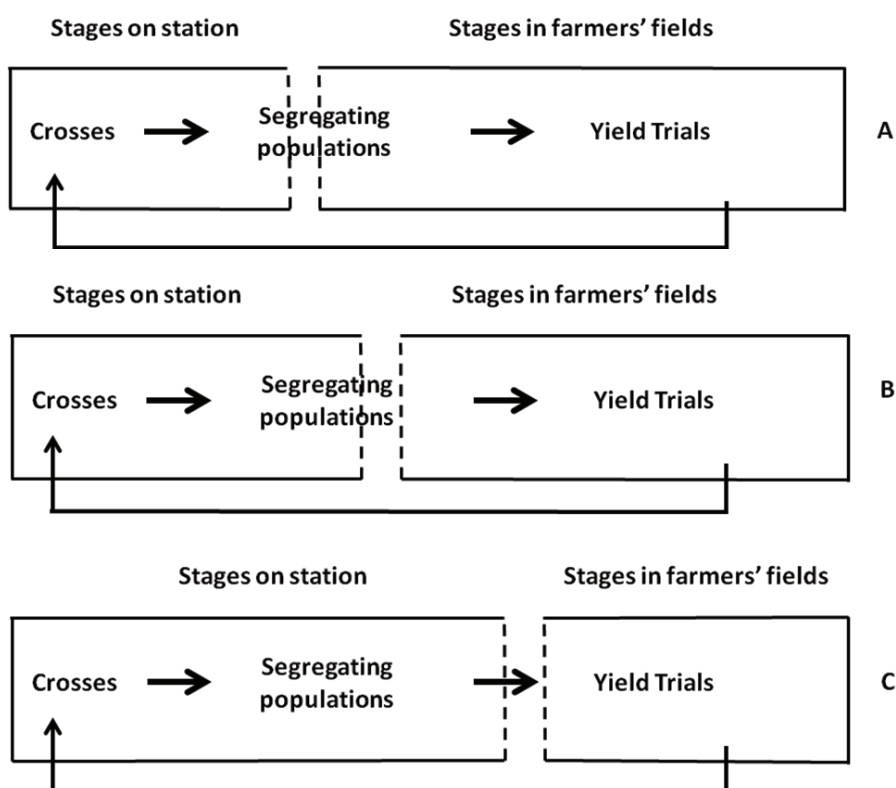 Stages on station Stages in farmers’ fields
Crosses Segregating populations Yield Trials A
Stages on station Stages in farmers’ fields
Crosses Segregating populations Yield Trials B
Stages on station Stages in farmers’ fields
Crosses Segregating populations Yield Trials C